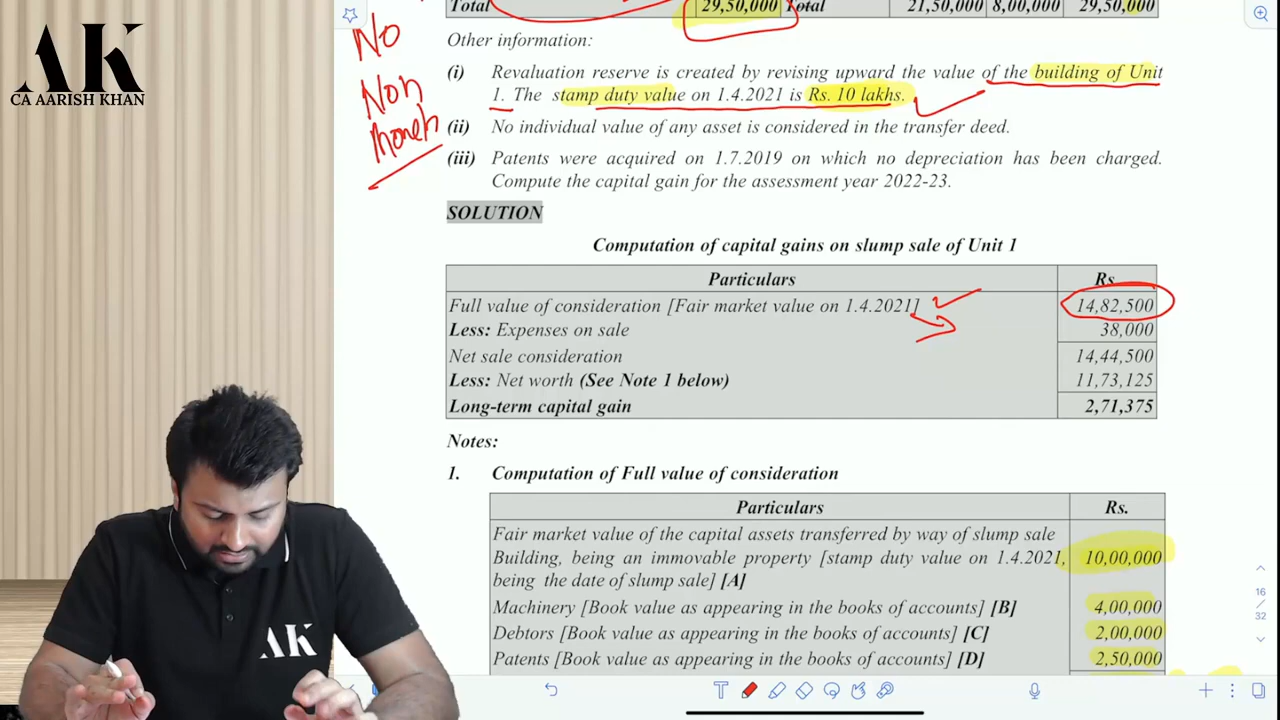 Total 29,50,000 Total 21,50,000 8,00,000 29,50,000
No
Non
AK
CA AARISH KHAN
Other information:
(i) Revaluation reserve is created by revising upward the value of the building of Unit
1. The stamp duty value on 1.4.2021 is Rs. 10 lakhs.
(ii) No individual value of any asset is considered in the transfer deed.
(iii) Patents were acquired on 1.7.2019 on which no depreciation has been charged.
Compute the capital gain for the assessment year 2022-23.
SOLUTION
Computation of capital gains on slump sale of Unit 1
Particulars Rs
Full value of consideration [Fair market value on 1.4.2021] 14,82,500
Less: Expenses on sale 38,000
Net sale consideration 14,44,500
Less: Net worth (See Note 1 below) 11,73,125
Long-term capital gain 2,71,375
Notes:
1. Computation of Full value of consideration
Particulars Rs.
Fair market value of the capital assets transferred by way of slump sale
Building, being an immovable property [stamp duty value on 1.4.2021, 10,00,000
being the date of slump sale] [A]
Machinery [Book value as appearing in the books of accounts] [B] 4,00,000
Debtors [Book value as appearing in the books of accounts] [C] 2,00,000
Patents [Book value as appearing in the books of accounts] [D] 2,50,000
AK
16
/
32